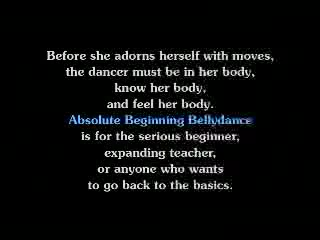 Before she adorns herself with moves,
the dancer must be in her body,
know her body,
and feel her body.
Absolute Beginning Bellydance
is for the serious beginner,
expanding teacher,
or anyone who wants
to go back to the basics.